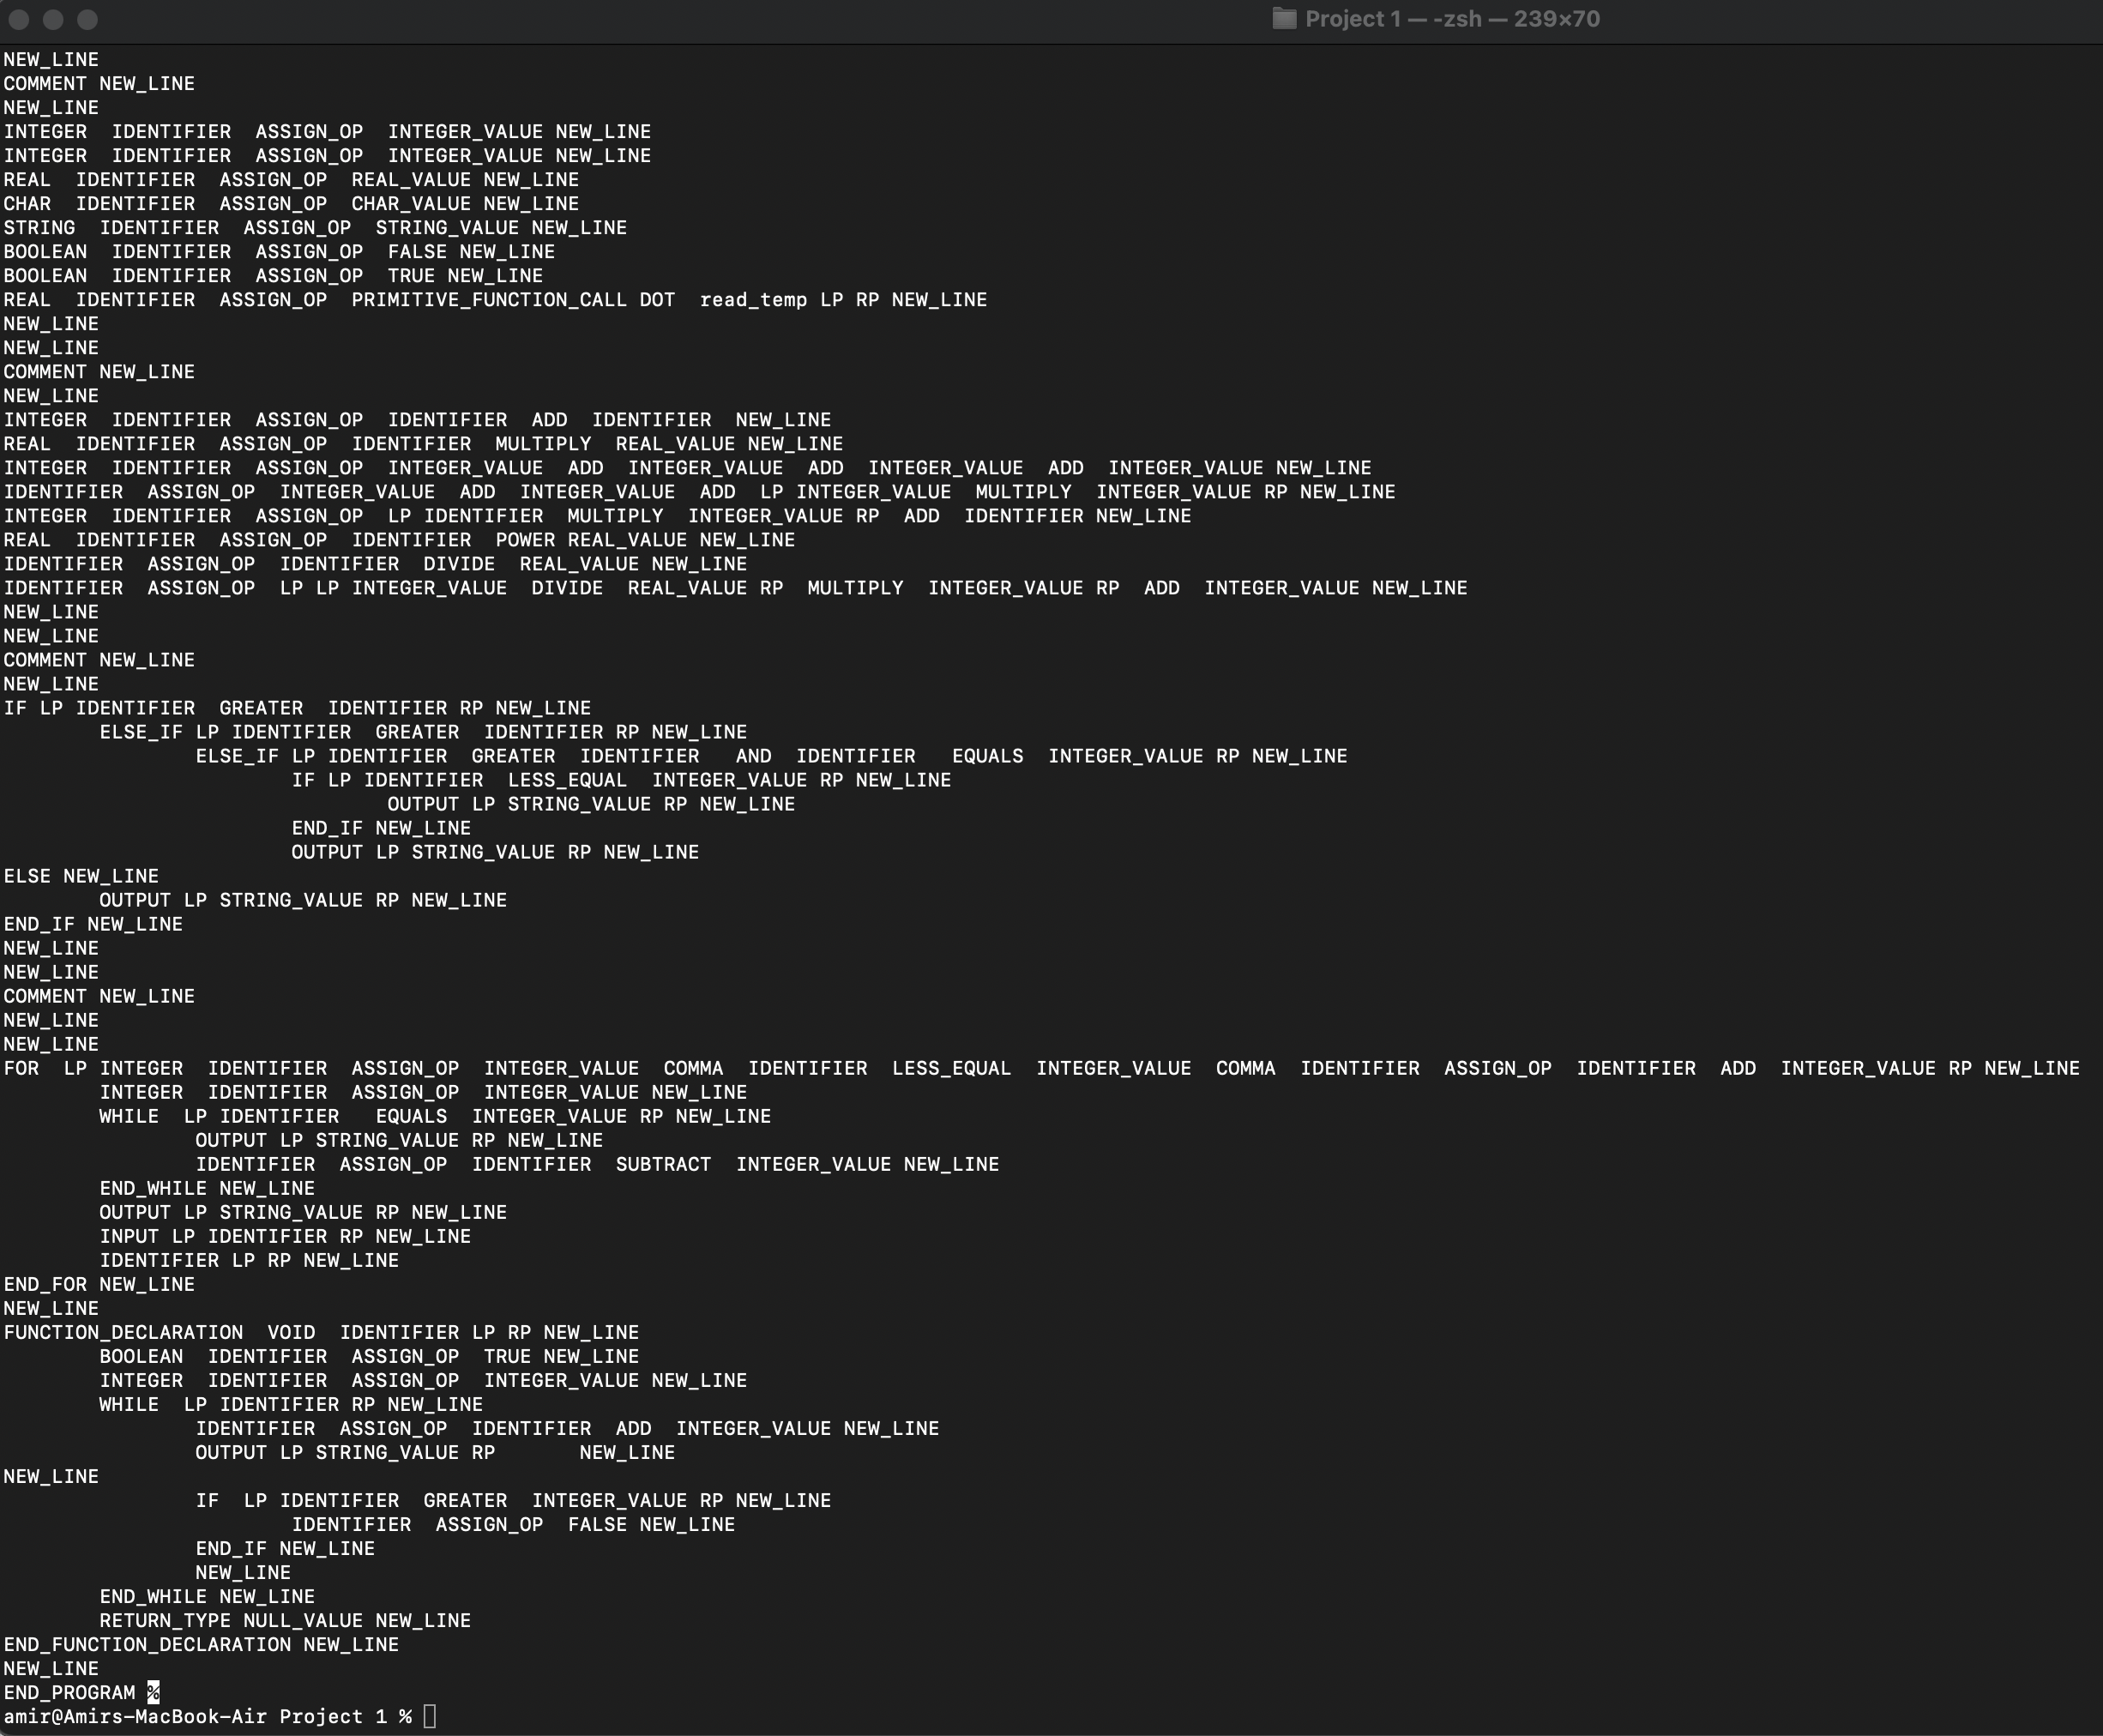 Project 1 — -zsh — 239×70
NEW_LINE
COMMENT NEW_LINE
NEW_LINE
INTEGER  IDENTIFIER  ASSIGN_OP  INTEGER_VALUE NEW_LINE
INTEGER  IDENTIFIER  ASSIGN_OP  INTEGER_VALUE NEW_LINE
REAL  IDENTIFIER  ASSIGN_OP  REAL_VALUE NEW_LINE
CHAR  IDENTIFIER  ASSIGN_OP  CHAR_VALUE NEW_LINE
STRING  IDENTIFIER  ASSIGN_OP  STRING_VALUE NEW_LINE
BOOLEAN  IDENTIFIER  ASSIGN_OP  FALSE NEW_LINE
BOOLEAN  IDENTIFIER  ASSIGN_OP  TRUE NEW_LINE
REAL  IDENTIFIER  ASSIGN_OP  PRIMITIVE_FUNCTION_CALL DOT  read_temp LP RP NEW_LINE
NEW_LINE
NEW_LINE
COMMENT NEW_LINE
NEW_LINE
INTEGER  IDENTIFIER  ASSIGN_OP  IDENTIFIER  ADD  IDENTIFIER  NEW_LINE
REAL  IDENTIFIER  ASSIGN_OP  IDENTIFIER  MULTIPLY  REAL_VALUE NEW_LINE
INTEGER  IDENTIFIER  ASSIGN_OP  INTEGER_VALUE  ADD  INTEGER_VALUE  ADD  INTEGER_VALUE  ADD  INTEGER_VALUE NEW_LINE
IDENTIFIER  ASSIGN_OP  INTEGER_VALUE  ADD  INTEGER_VALUE  ADD  LP INTEGER_VALUE  MULTIPLY  INTEGER_VALUE RP NEW_LINE
INTEGER  IDENTIFIER  ASSIGN_OP  LP IDENTIFIER  MULTIPLY  INTEGER_VALUE RP  ADD  IDENTIFIER NEW_LINE
REAL  IDENTIFIER  ASSIGN_OP  IDENTIFIER  POWER REAL_VALUE NEW_LINE
IDENTIFIER  ASSIGN_OP  IDENTIFIER  DIVIDE  REAL_VALUE NEW_LINE
IDENTIFIER  ASSIGN_OP  LP LP INTEGER_VALUE  DIVIDE  REAL_VALUE RP  MULTIPLY  INTEGER_VALUE RP  ADD  INTEGER_VALUE NEW_LINE
NEW_LINE
NEW_LINE
COMMENT NEW_LINE
NEW_LINE
IF LP IDENTIFIER  GREATER  IDENTIFIER RP NEW_LINE
        ELSE_IF LP IDENTIFIER  GREATER  IDENTIFIER RP NEW_LINE
                ELSE_IF LP IDENTIFIER  GREATER  IDENTIFIER   AND  IDENTIFIER   EQUALS  INTEGER_VALUE RP NEW_LINE
                        IF LP IDENTIFIER  LESS_EQUAL  INTEGER_VALUE RP NEW_LINE
                                OUTPUT LP STRING_VALUE RP NEW_LINE
                        END_IF NEW_LINE
                        OUTPUT LP STRING_VALUE RP NEW_LINE
ELSE NEW_LINE
        OUTPUT LP STRING_VALUE RP NEW_LINE
END_IF NEW_LINE
NEW_LINE
NEW_LINE
COMMENT NEW_LINE
NEW_LINE
NEW_LINE
FOR  LP INTEGER  IDENTIFIER  ASSIGN_OP  INTEGER_VALUE  COMMA  IDENTIFIER  LESS_EQUAL  INTEGER_VALUE  COMMA  IDENTIFIER  ASSIGN_OP  IDENTIFIER  ADD  INTEGER_VALUE RP NEW_LINE
        INTEGER  IDENTIFIER  ASSIGN_OP  INTEGER_VALUE NEW_LINE
        WHILE  LP IDENTIFIER   EQUALS  INTEGER_VALUE RP NEW_LINE
                OUTPUT LP STRING_VALUE RP NEW_LINE
                IDENTIFIER  ASSIGN_OP  IDENTIFIER  SUBTRACT  INTEGER_VALUE NEW_LINE
        END_WHILE NEW_LINE
        OUTPUT LP STRING_VALUE RP NEW_LINE
        INPUT LP IDENTIFIER RP NEW_LINE
        IDENTIFIER LP RP NEW_LINE
END_FOR NEW_LINE
NEW_LINE
FUNCTION_DECLARATION  VOID  IDENTIFIER LP RP NEW_LINE
        BOOLEAN  IDENTIFIER  ASSIGN_OP  TRUE NEW_LINE
        INTEGER  IDENTIFIER  ASSIGN_OP  INTEGER_VALUE NEW_LINE
        WHILE  LP IDENTIFIER RP NEW_LINE
                IDENTIFIER  ASSIGN_OP  IDENTIFIER  ADD  INTEGER_VALUE NEW_LINE
                OUTPUT LP STRING_VALUE RP       NEW_LINE
NEW_LINE
                IF  LP IDENTIFIER  GREATER  INTEGER_VALUE RP NEW_LINE
                        IDENTIFIER  ASSIGN_OP  FALSE NEW_LINE
                END_IF NEW_LINE
                NEW_LINE
        END_WHILE NEW_LINE
        RETURN_TYPE NULL_VALUE NEW_LINE
END_FUNCTION_DECLARATION NEW_LINE
NEW_LINE
END_PROGRAM %
amir@Amirs-MacBook-Air Project 1 %